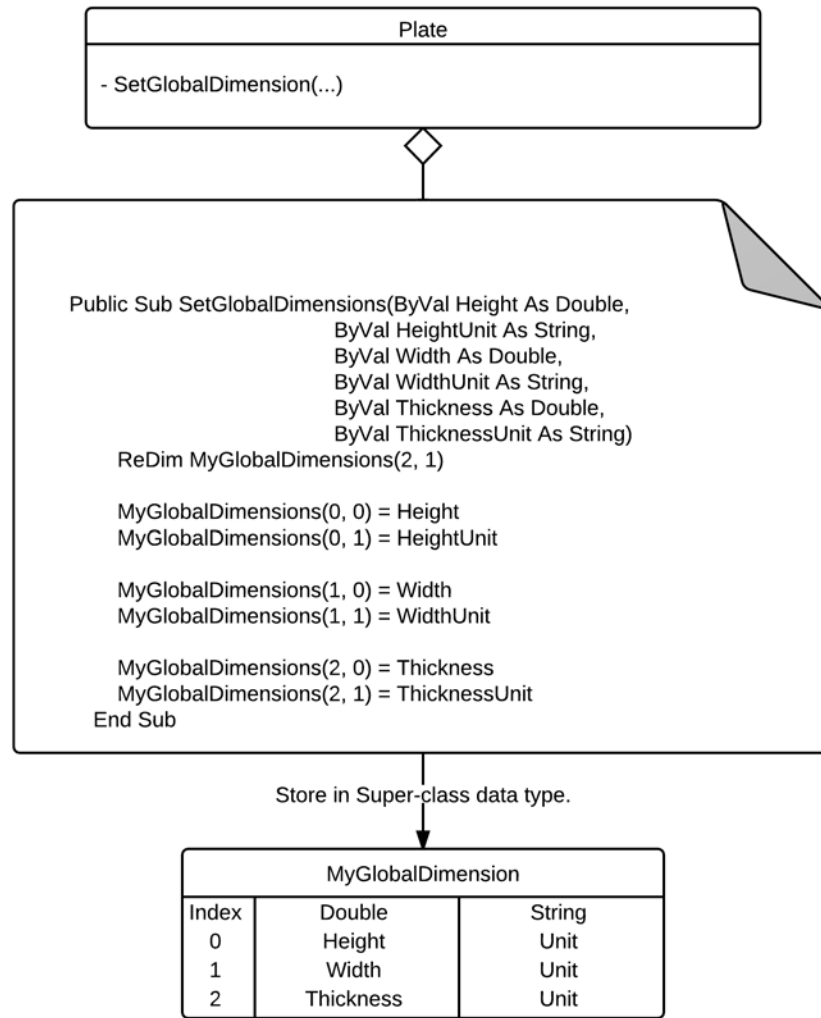 Plate
- SetGlobalDimension(...)
Public Sub SetGlobalDimensions(ByVal Height As Double,
ByVal HeightUnit As String,
ByVal Width As Double,
ByVal WidthUnit As String,
ByVal Thickness As Double,
ByVal ThicknessUnit As String)
ReDim MyGlobalDimensions(2, 1)
MyGlobalDimensions(0, 0) = Height
MyGlobalDimensions(0, 1) = HeightUnit
MyGlobalDimensions(1, 0) = Width
MyGlobalDimensions(1, 1) = WidthUnit
MyGlobalDimensions(2, 0) = Thickness
MyGlobalDimensions(2, 1) = ThicknessUnit
End Sub
Store in Super-class data type.
MyGlobalDimension
Index Double String
0 Height Unit
1 Width Unit
2 Thickness Unit